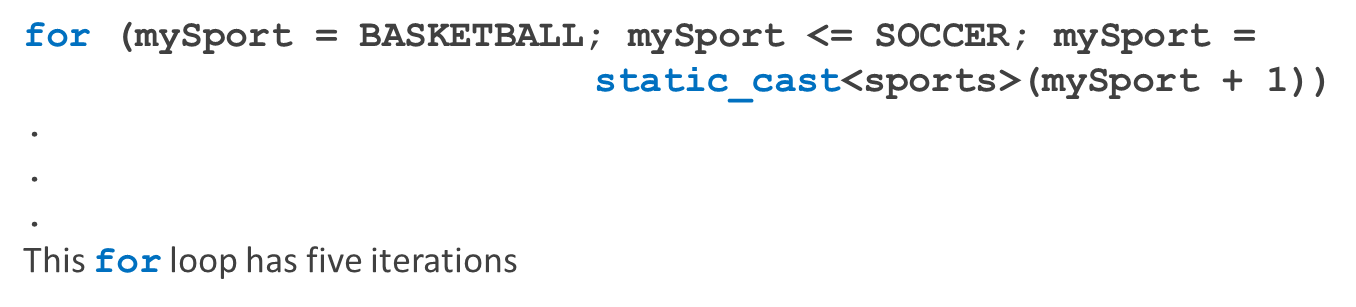 for (mySport = BASKETBALL; mySport <= SOCCER; mySport =
static_cast<sports>(mySport + 1))
.
.
.
This for loop has five iterations